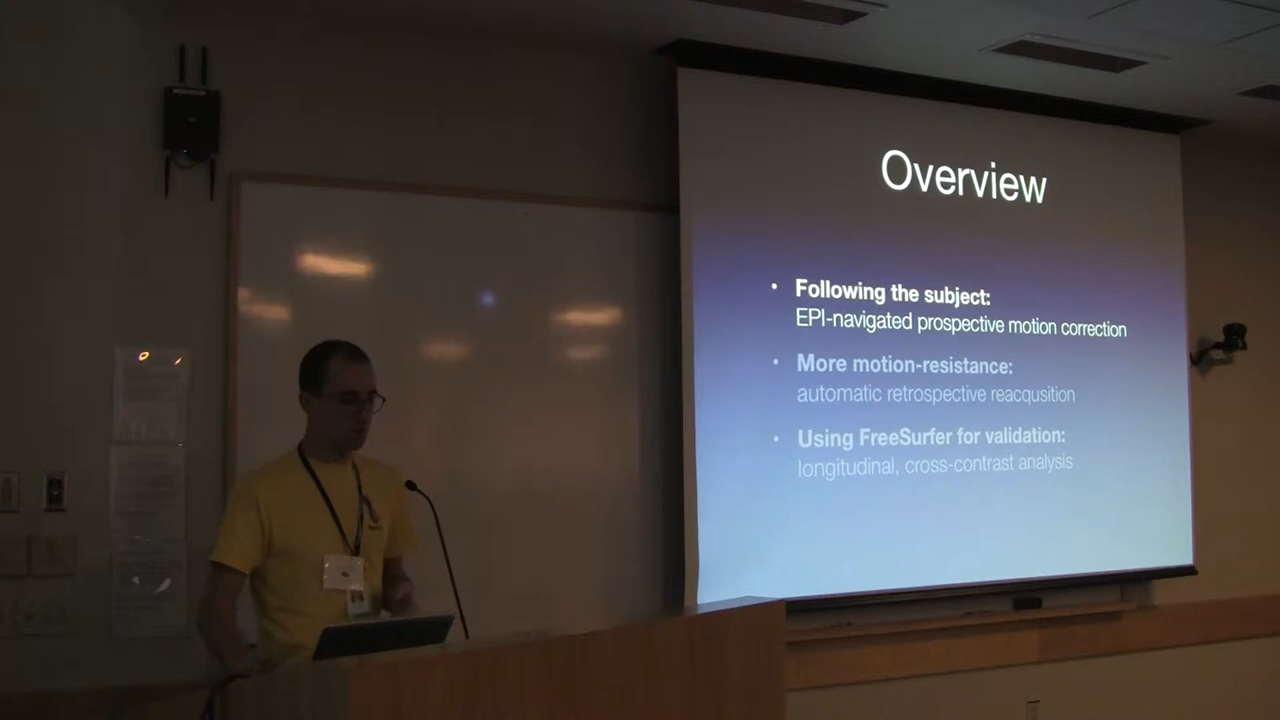 Overview
• Following the subject:
EPI-navigated prospective motion correction
• More motion-resistance:
automatic retrospective reacqusition
• Using FreeSurfer for validation:
longitudinal, cross-contrast analysis